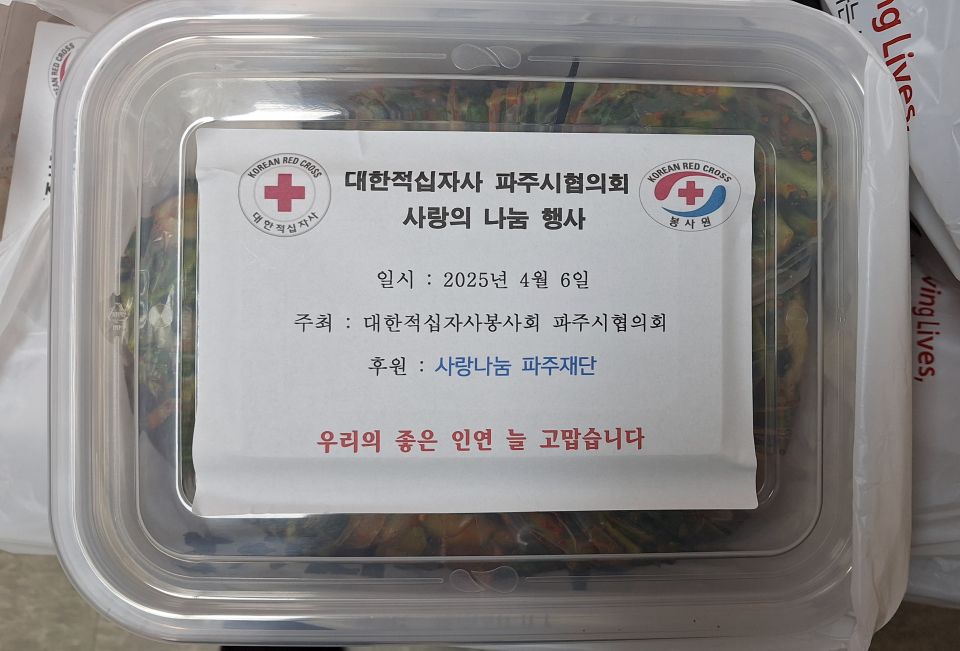 KOREAN RED CROSS
대한적십자사
대한적십자사 파주시협의회
사랑의 나눔 행사
KOREAN RED CROSS
봉사원
일시 : 2025년 4월 6일
주최 : 대한적십자사봉사회 파주시협의회
후원 : 사랑나눔 파주재단
우리의 좋은 인연 늘 고맙습니다
KOREAN RED CROSS
Lives,
Lives,